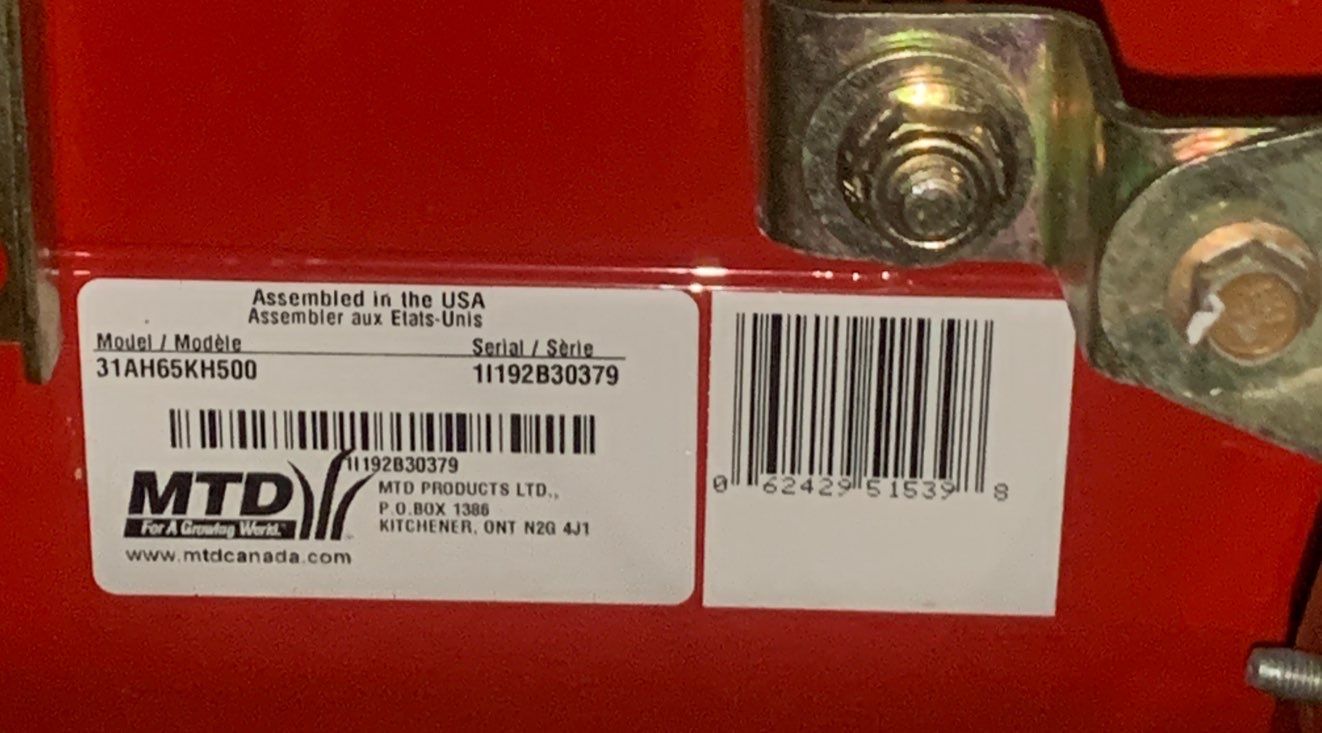 Assembled in the USA
Assembler aux Etats-Unis
Model / Modèle Serial / Sèrie
31AH65KH500 1I192B30379
1I192B30379
MTD
For A Growing World.™
MTD PRODUCTS LTD.,
P.O.BOX 1386
KITCHENER, ONT N2G 4J1
www.mtdcanada.com
0 62429 51539 8